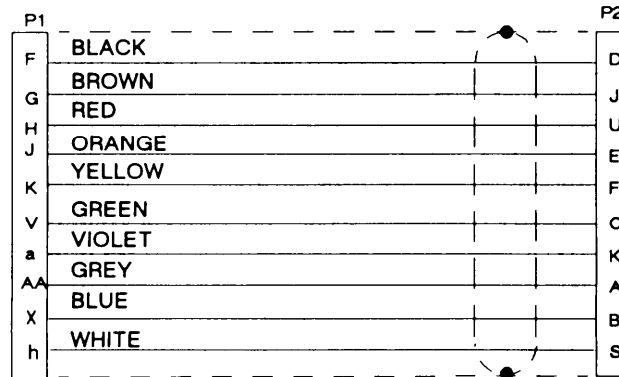 P1 P2
F BLACK D
G BROWN J
H RED U
J ORANGE E
K YELLOW F
V GREEN C
a VIOLET K
AA GREY A
X BLUE B
h WHITE S